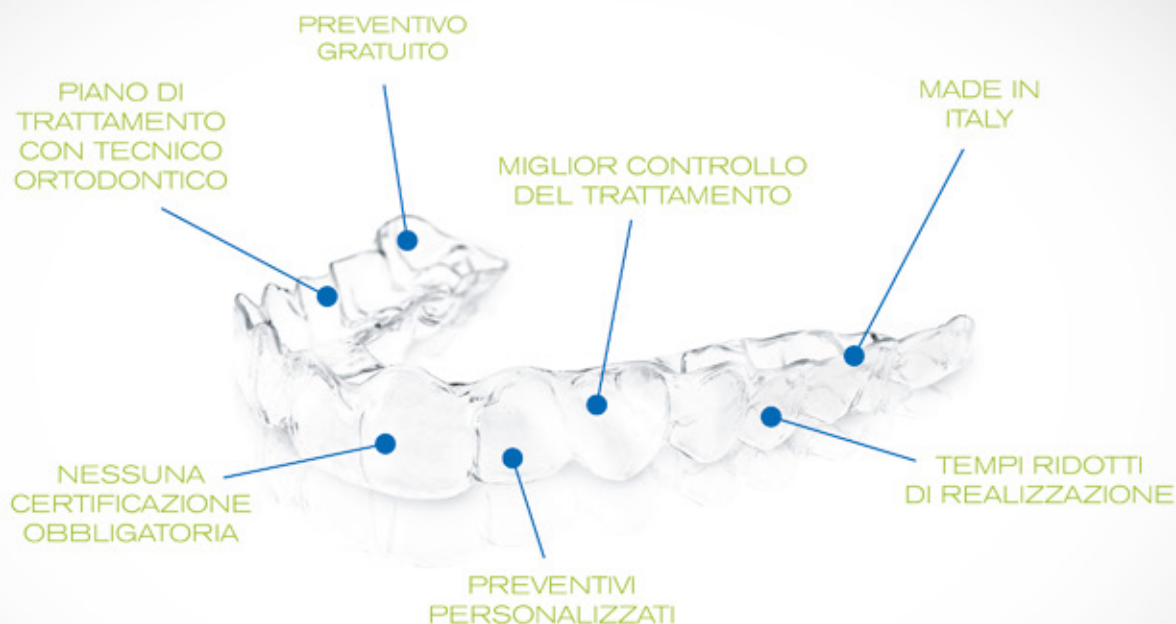 PREVENTIVO
GRATUITO
PIANO DI
TRATTAMENTO
CON TECNICO
ORTODONTICO
MADE IN
ITALY
MIGLIOR CONTROLLO
DEL TRATTAMENTO
NESSUNA
CERTIFICAZIONE
OBBLIGATORIA
TEMPI RIDOTTI
DI REALIZZAZIONE
PREVENTIVI
PERSONALIZZATI